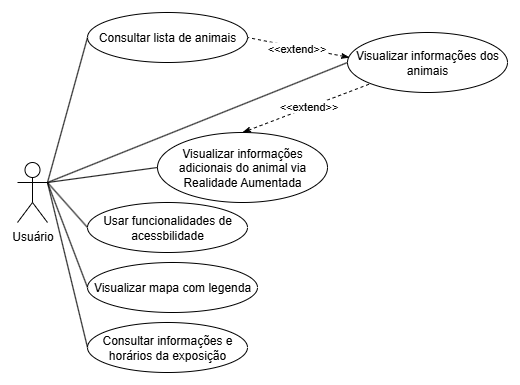 Consultar lista de animais
<<extend>>
Visualizar informações dos
animais
<<extend>>
Visualizar informações
adicionais do animal via
Realidade Aumentada
Usuário
Usar funcionalidades de
acessbilidade
Visualizar mapa com legenda
Consultar informações e
horários da exposição